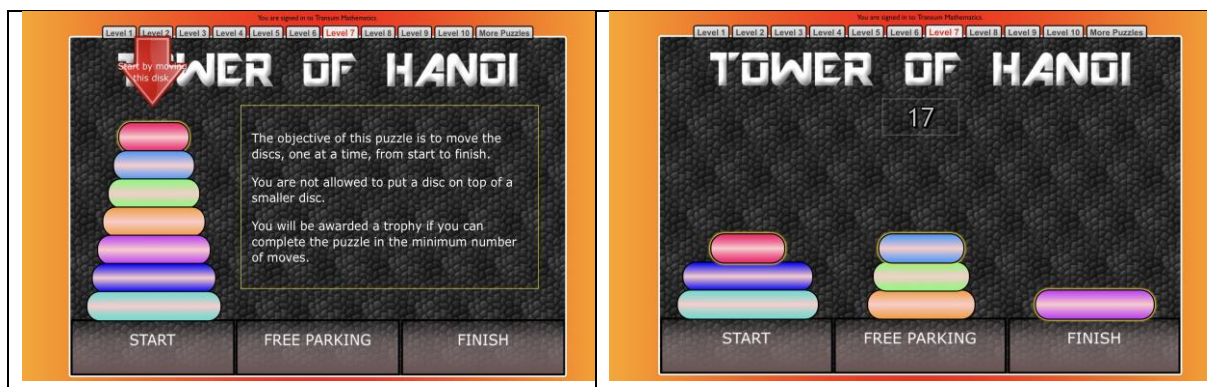 You are signed in to Transum Mathematics.
Level 1 Level 2 Level 3 Level 4 Level 5 Level 6 Level 7 Level 8 Level 9 Level 10 More Puzzles
TOWER OF HANOI
Start by moving
this disk.
The objective of this puzzle is to move the
discs, one at a time, from start to finish.
You are not allowed to put a disc on top of a
smaller disc.
You will be awarded a trophy if you can
complete the puzzle in the minimum number
of moves.
START FREE PARKING FINISH
You are signed in to Transum Mathematics.
Level 1 Level 2 Level 3 Level 4 Level 5 Level 6 Level 7 Level 8 Level 9 Level 10 More Puzzles
TOWER OF HANOI
17
START FREE PARKING FINISH